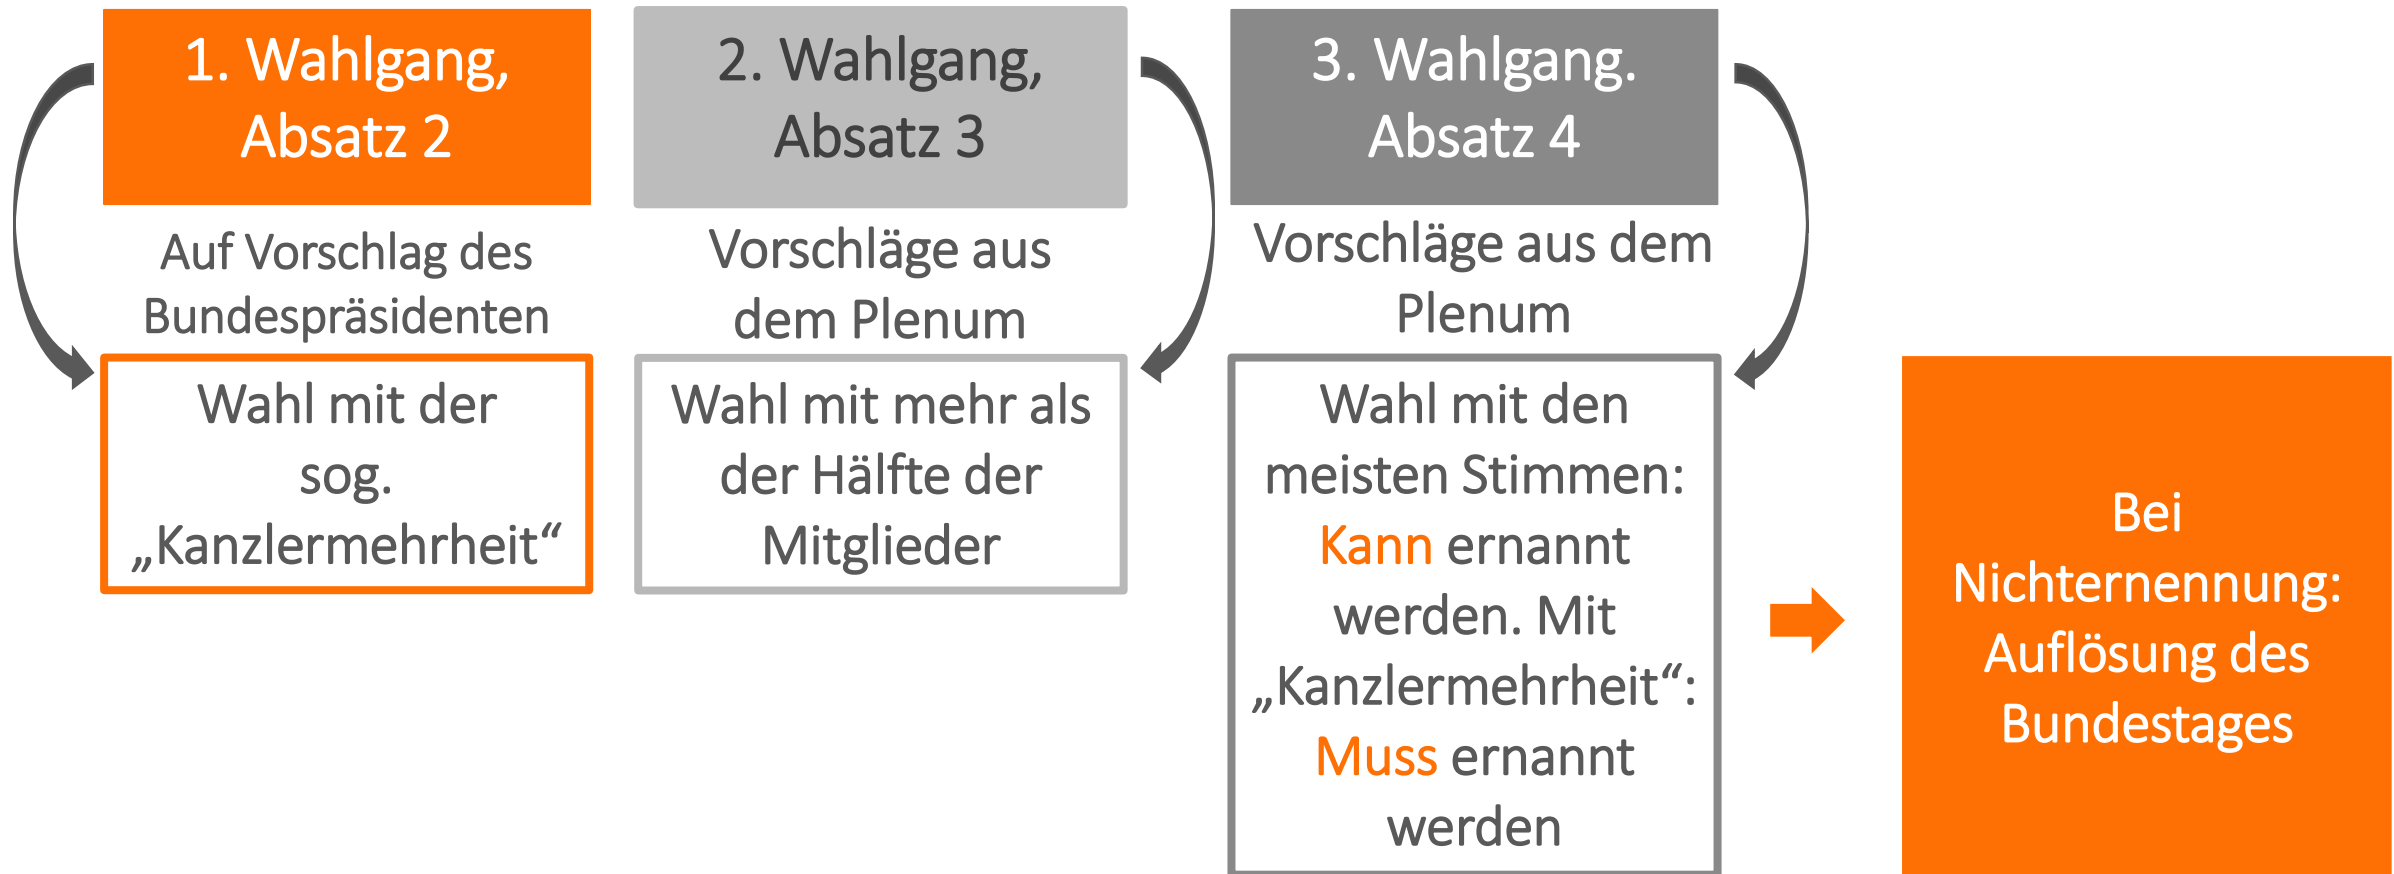 1. Wahlgang,
Absatz 2
Auf Vorschlag des
Bundespräsidenten
Wahl mit der
sog.
„Kanzlermehrheit“
2. Wahlgang,
Absatz 3
Vorschläge aus
dem Plenum
Wahl mit mehr als
der Hälfte der
Mitglieder
3. Wahlgang.
Absatz 4
Vorschläge aus dem
Plenum
Wahl mit den
meisten Stimmen:
Kann ernannt
werden. Mit
„Kanzlermehrheit“:
Muss ernannt
werden
Bei
Nichternennung:
Auflösung des
Bundestages